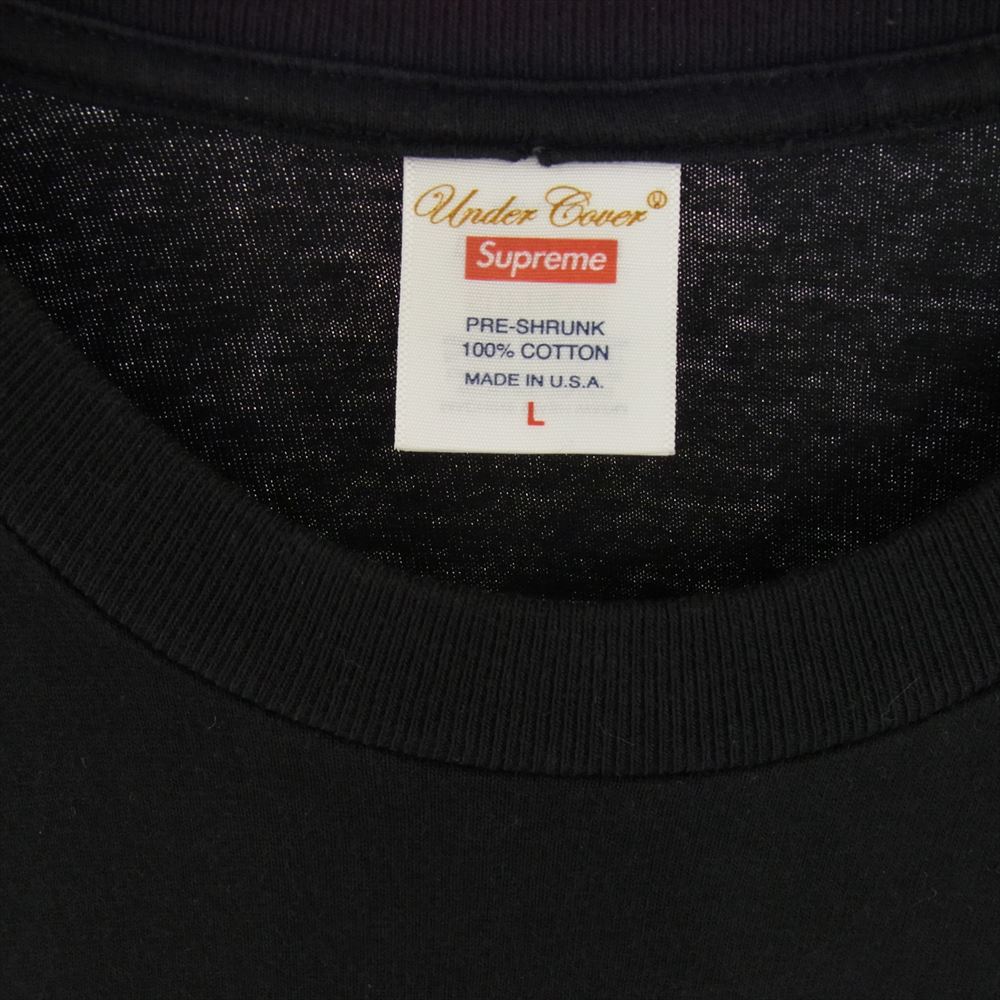 Under Cover®
Supreme
PRE-SHRUNK
100% COTTON
MADE IN U.S.A.
L